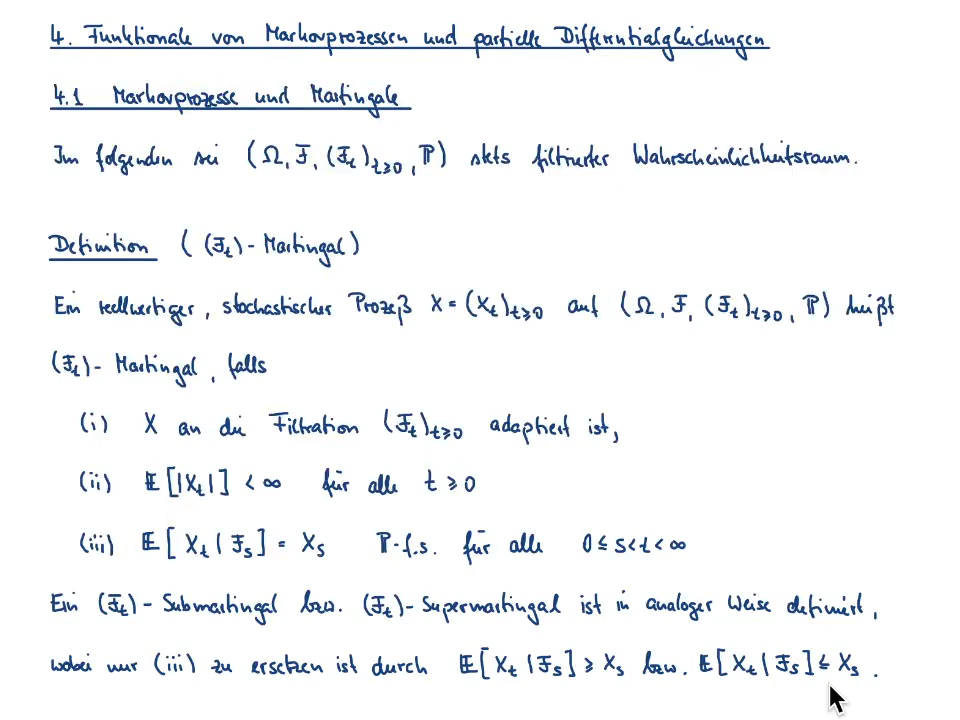 4. Funktionale von Markovprozessen und partielle Differentialgleichungen
4.1 Markovprozesse und Martingale
Im folgenden sei (Ω, ℱ, (ℱ_t)_{t≥0}, ℙ) stets filtrierter Wahrscheinlichkeitsraum.
Definition ( (ℱ_t) - Martingal)
Ein reellwertiger, stochastischer Prozeß X = (X_t)_{t≥0} auf (Ω, ℱ, (ℱ_t)_{t≥0}, ℙ) heißt
(ℱ_t) - Martingal, falls
(i) X an die Filtration (ℱ_t)_{t≥0} adaptiert ist,
(ii) 𝔼[|X_t|] < ∞ für alle t ≥ 0
(iii) 𝔼[X_t | ℱ_s] = X_s ℙ-f.s. für alle 0 ≤ s < t < ∞
Ein (ℱ_t) - Submartingal bzw. (ℱ_t) - Supermartingal ist in analoger Weise definiert,
wobei nur (iii) zu ersetzen ist durch 𝔼[X_t | ℱ_s] ≥ X_s bzw. 𝔼[X_t | ℱ_s] ≤ X_s.